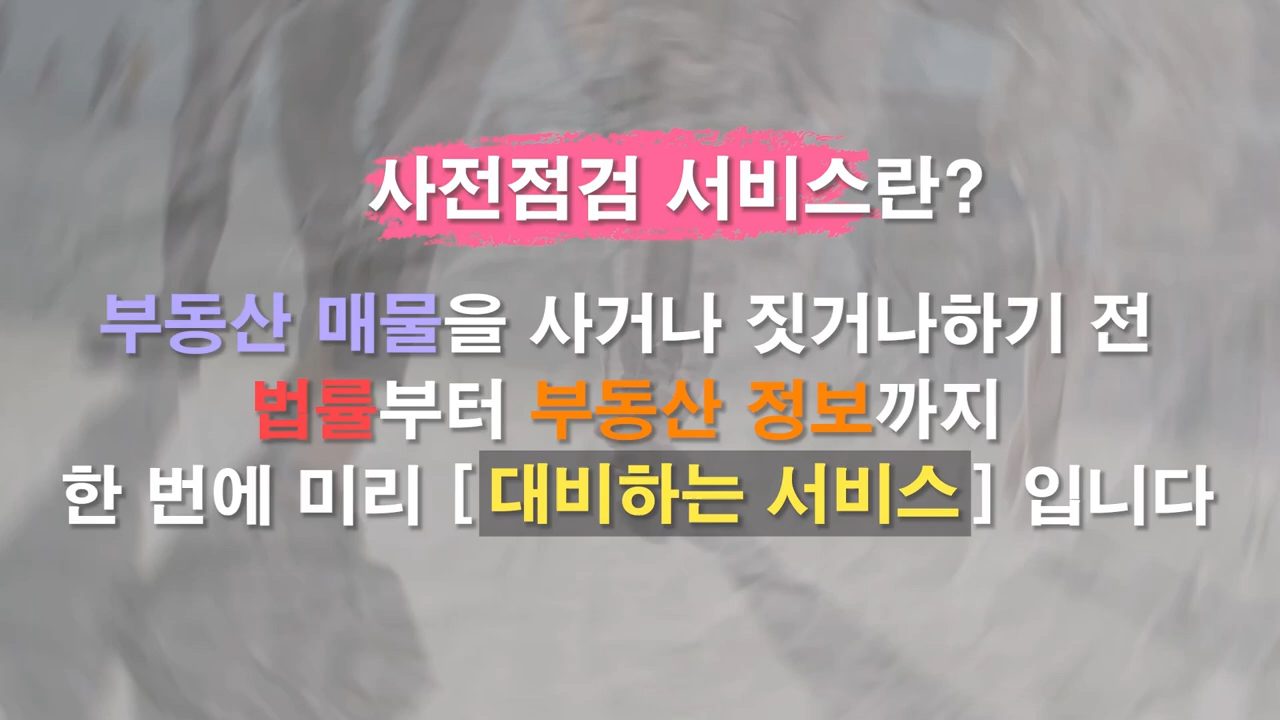 사전점검 서비스란?
부동산 매물을 사거나 짓거나하기 전
법률부터 부동산 정보까지
한 번에 미리 [대비하는 서비스] 입니다